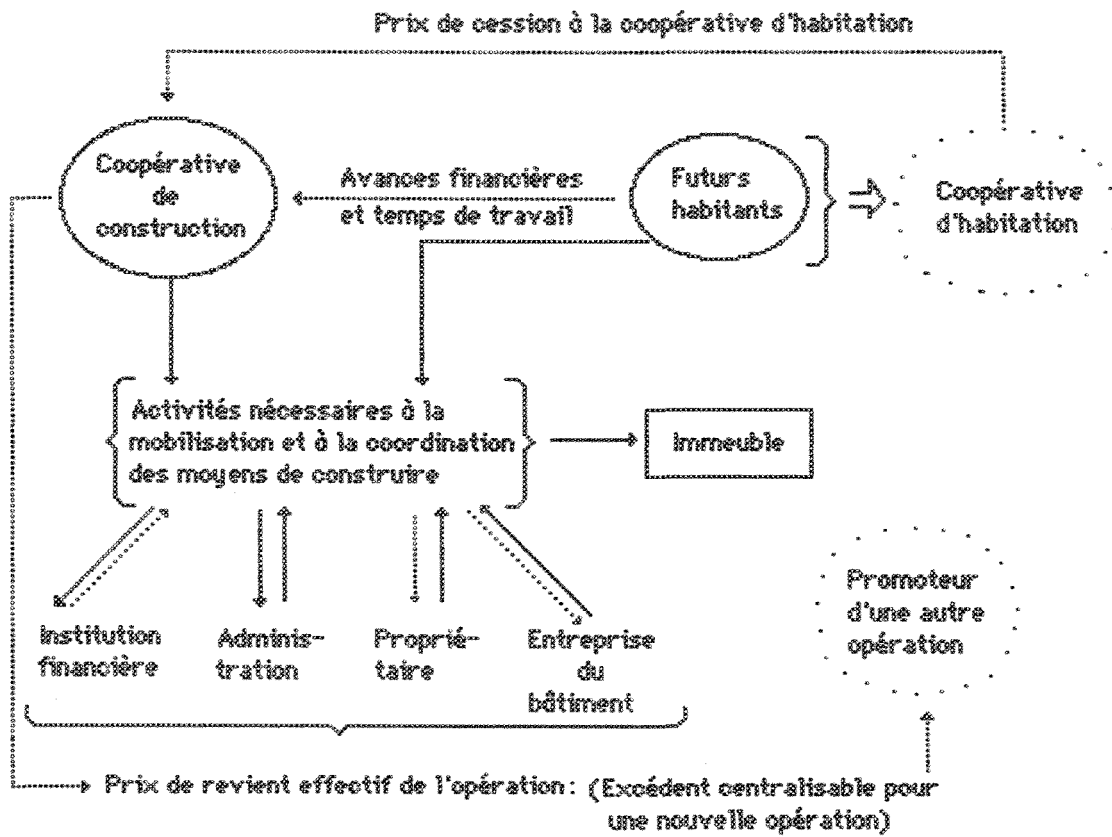 Prix de cession à la coopérative d'habitation
Coopérative
de
construction
Avances financières
et temps de travail
Futurs
habitants
Coopérative
d'habitation
Activités nécessaires à la
mobilisation et à la coordination
des moyens de construire
Immeuble
Institution
financière
Adminis-
tration
Proprié-
taire
Entreprise
du
bâtiment
Promoteur
d'une autre
opération
Prix de revient effectif de l'opération: (Excédent centralisable pour
une nouvelle opération)